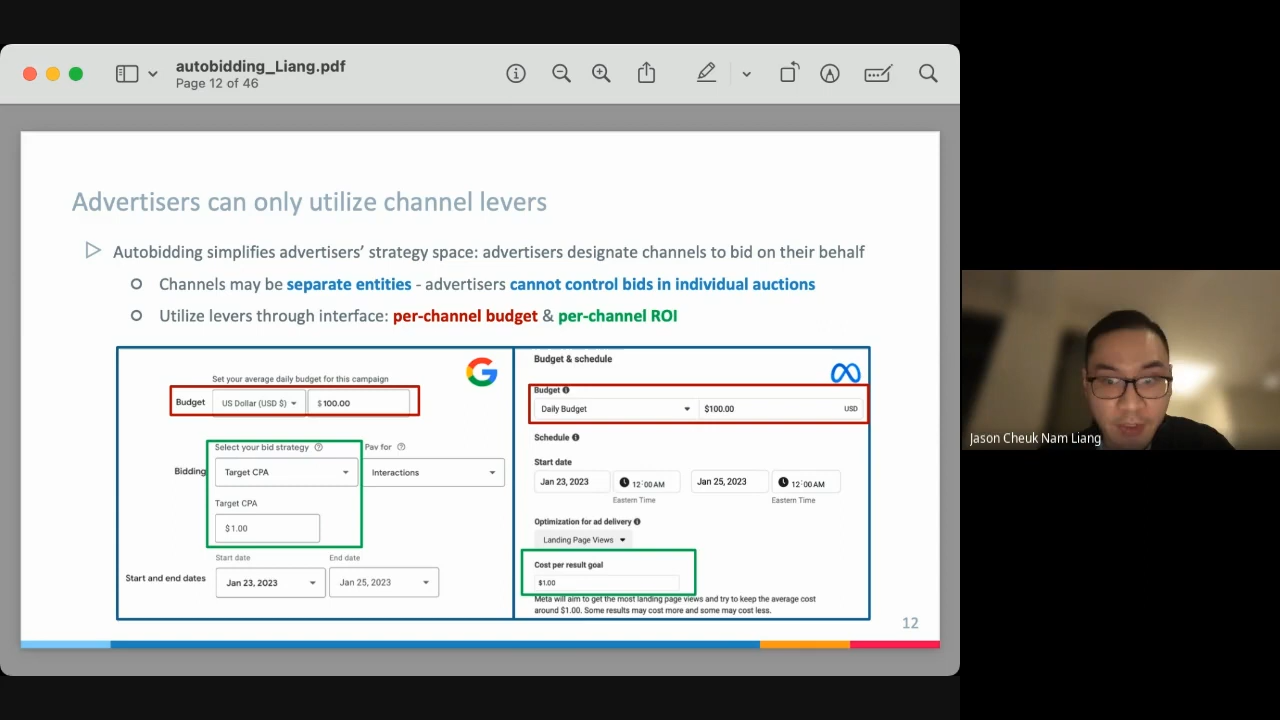 autobidding_Liang.pdf
Page 12 of 46
Advertisers can only utilize channel levers
Autobidding simplifies advertisers' strategy space: advertisers designate channels to bid on their behalf
Channels may be separate entities - advertisers cannot control bids in individual auctions
Utilize levers through interface: per-channel budget & per-channel ROI
Set your average daily budget for this campaign
Budget US Dollar (USD $) $ 100.00
Select your bid strategy Pay for
Bidding Target CPA Interactions
Target CPA
$ 1.00
Start date End date
Start and end dates Jan 23, 2023 Jan 25, 2023
Budget & schedule
Budget
Daily Budget $100.00 USD
Schedule
Start date
Jan 23, 2023 12:00AM Jan 25, 2023 12:00AM
Eastern Time Eastern Time
Optimization for ad delivery
Landing Page Views
Cost per result goal
$1.00
Meta will aim to get the most landing page views and try to keep the average cost
around $1.00. Some results may cost more and some may cost less.
12
Jason Cheuk Nam Liang